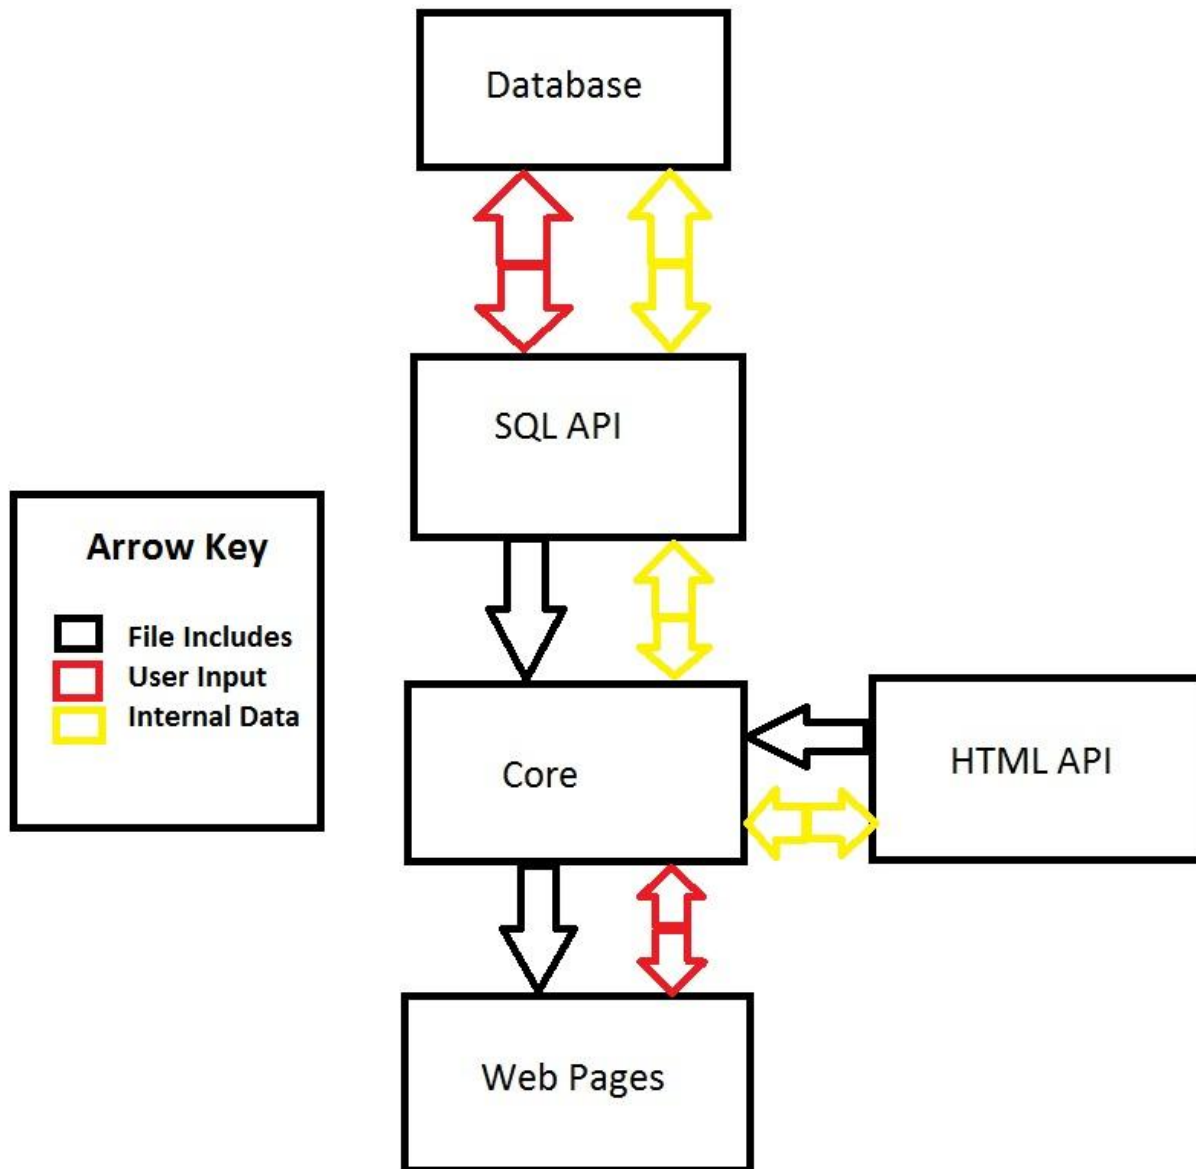 Database
SQL API
Arrow Key
File Includes
User Input
Internal Data
Core
HTML API
Web Pages